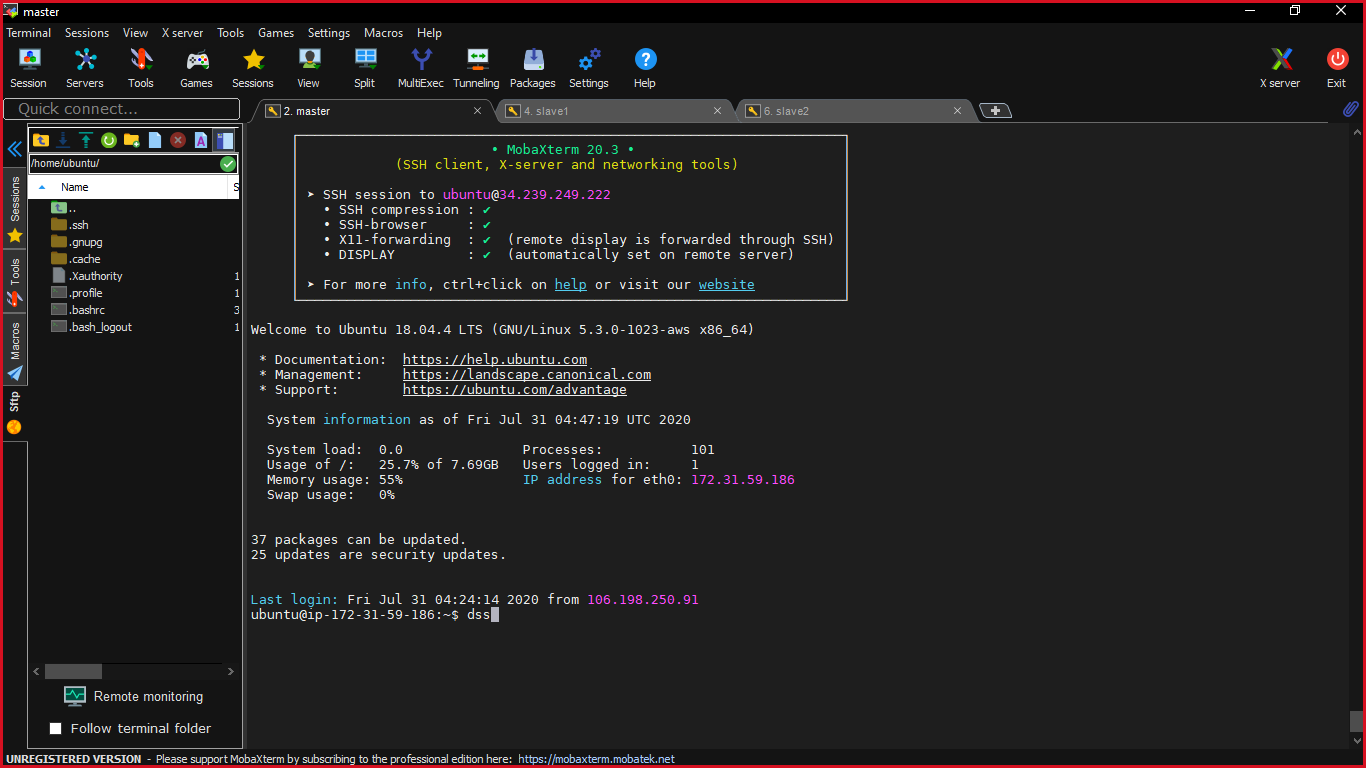 master
Terminal Sessions View X server Tools Games Settings Macros Help
Session Servers Tools Games Sessions View Split MultiExec Tunneling Packages Settings Help X server Exit
Quick connect...
2. master 4. slave1 6. slave2
/home/ubuntu/
Name S
..
.ssh
.gnupg
.cache
.Xauthority 1
.profile 1
.bashrc 3
.bash_logout 1
Sessions
Tools
Macros
Sftp
Remote monitoring
Follow terminal folder
• MobaXterm 20.3 •
(SSH client, X-server and networking tools)
➤ SSH session to ubuntu@34.239.249.222
• SSH compression : ✔
• SSH-browser : ✔
• X11-forwarding : ✔ (remote display is forwarded through SSH)
• DISPLAY : ✔ (automatically set on remote server)
➤ For more info, ctrl+click on help or visit our website
Welcome to Ubuntu 18.04.4 LTS (GNU/Linux 5.3.0-1023-aws x86_64)
* Documentation: https://help.ubuntu.com
* Management: https://landscape.canonical.com
* Support: https://ubuntu.com/advantage
System information as of Fri Jul 31 04:47:19 UTC 2020
System load: 0.0 Processes: 101
Usage of /: 25.7% of 7.69GB Users logged in: 1
Memory usage: 55% IP address for eth0: 172.31.59.186
Swap usage: 0%
37 packages can be updated.
25 updates are security updates.
Last login: Fri Jul 31 04:24:14 2020 from 106.198.250.91
ubuntu@ip-172-31-59-186:~$ dss
UNREGISTERED VERSION - Please support MobaXterm by subscribing to the professional edition here: https://mobaxterm.mobatek.net